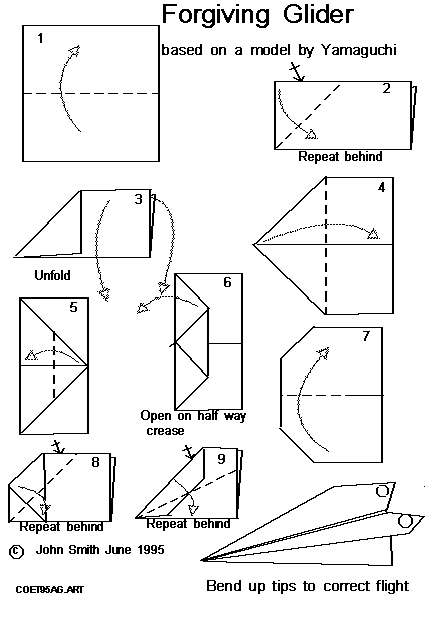 Forgiving Glider
based on a model by Yamaguchi
1
2
Repeat behind
3
Unfold
4
5
6
Open on half way
crease
7
8
Repeat behind
9
Repeat behind
© John Smith June 1995
COET95AG.ART
Bend up tips to correct flight